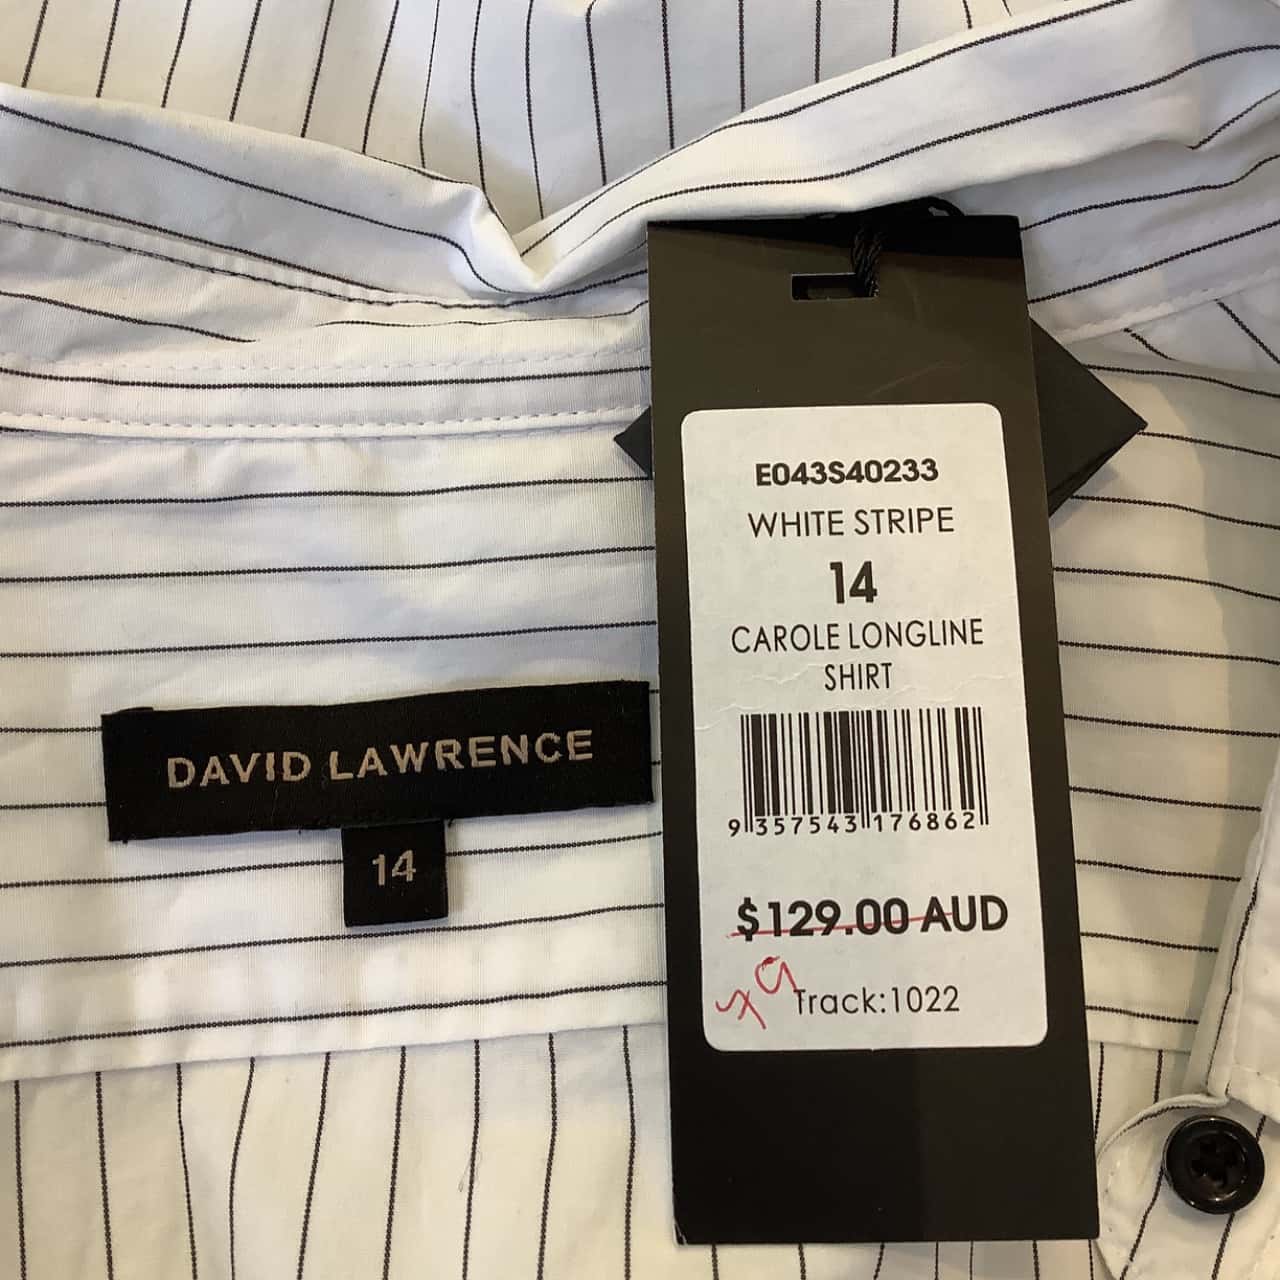 E043S40233
WHITE STRIPE
14
CAROLE LONGLINE
SHIRT
9 357543 176862
$129.00 AUD
Track:1022
DAVID LAWRENCE
14